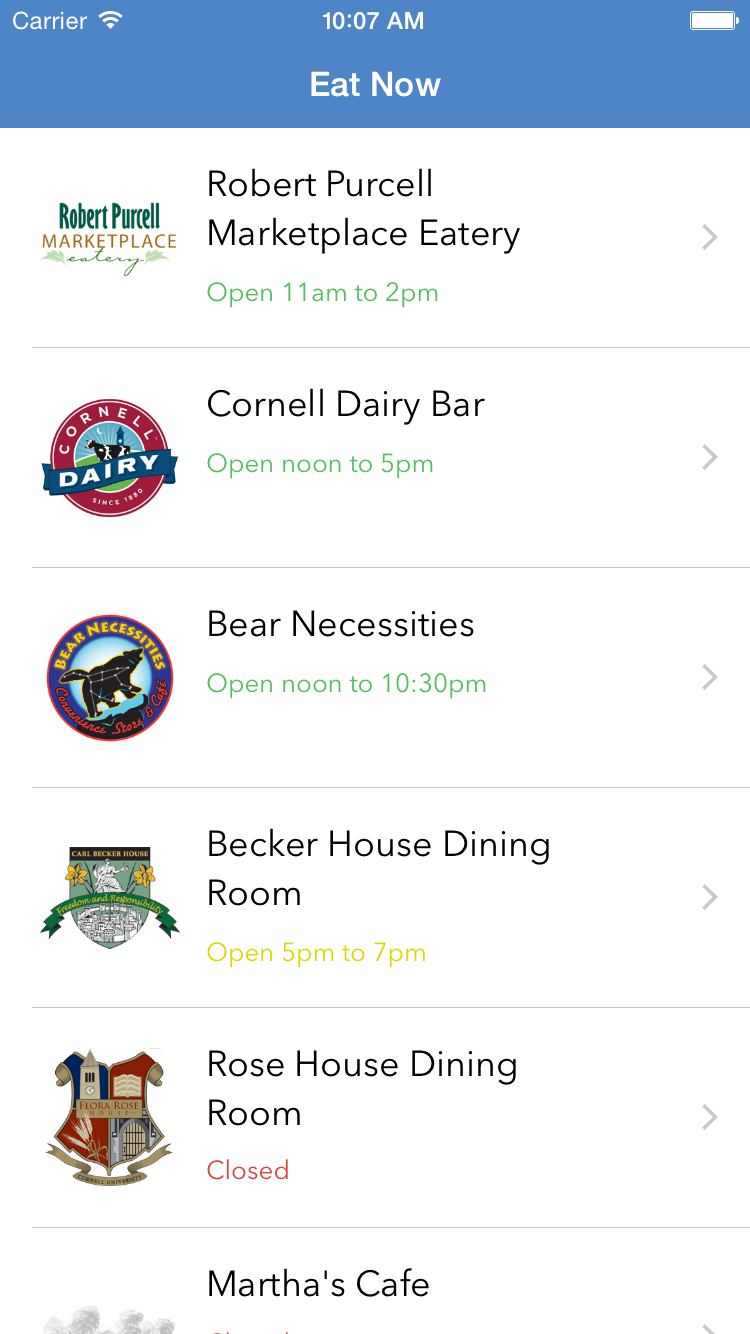 Carrier
10:07 AM
Eat Now
Robert Purcell
MARKETPLACE
eatery
Robert Purcell
Marketplace Eatery
Open 11am to 2pm
CORNELL
DAIRY
SINCE 1880
Cornell Dairy Bar
Open noon to 5pm
BEAR NECESSITIES
Convenience Store & Café
Bear Necessities
Open noon to 10:30pm
CARL BECKER HOUSE
Freedom and Responsibility
Becker House Dining
Room
Open 5pm to 7pm
FLORA ROSE
HOUSE
CORNELL UNIVERSITY
Rose House Dining
Room
Closed
Martha's Cafe